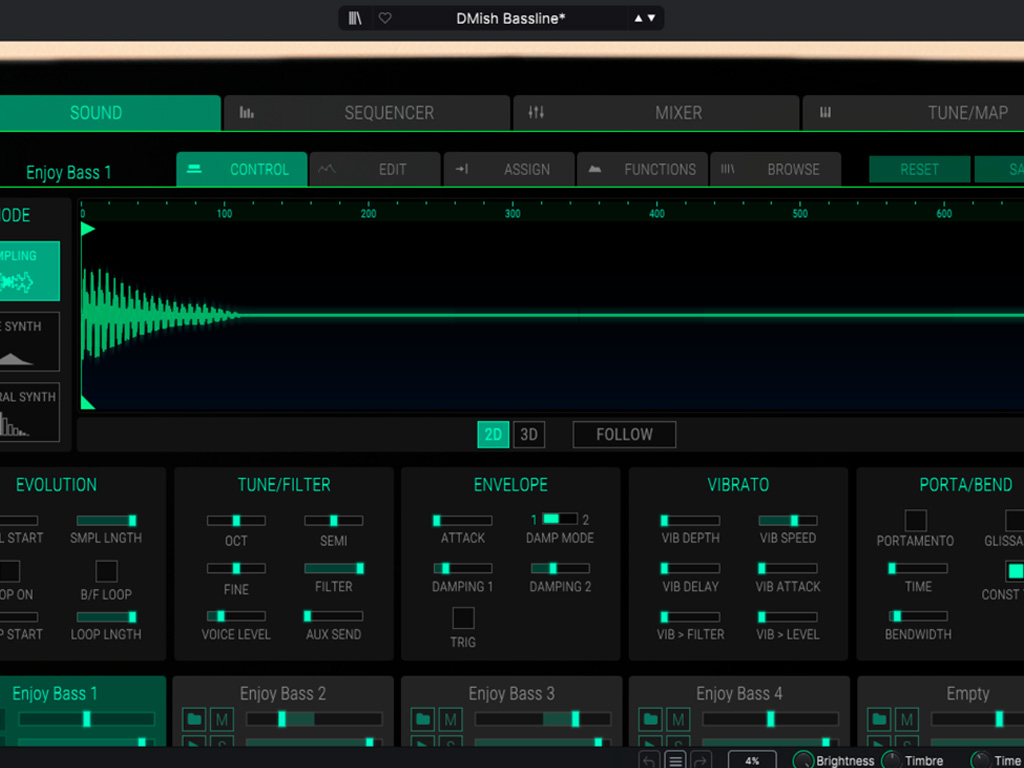 DMish Bassline*
SOUND SEQUENCER MIXER TUNE/MAP
Enjoy Bass 1 CONTROL EDIT ASSIGN FUNCTIONS BROWSE RESET SA
ODE
0 100 200 300 400 500 600
MPLING
E SYNTH
RAL SYNTH
2D 3D FOLLOW
EVOLUTION TUNE/FILTER ENVELOPE VIBRATO PORTA/BEND
1 2
L START SMPL LNGTH OCT SEMI ATTACK DAMP MODE VIB DEPTH VIB SPEED PORTAMENTO GLISSA
OP ON B/F LOOP FINE FILTER DAMPING 1 DAMPING 2 VIB DELAY VIB ATTACK TIME CONST T
P START LOOP LNGTH VOICE LEVEL AUX SEND TRIG VIB > FILTER VIB > LEVEL BENDWIDTH
Enjoy Bass 1 Enjoy Bass 2 Enjoy Bass 3 Enjoy Bass 4 Empty
M M M M
S S S S
4% Brightness Timbre Time